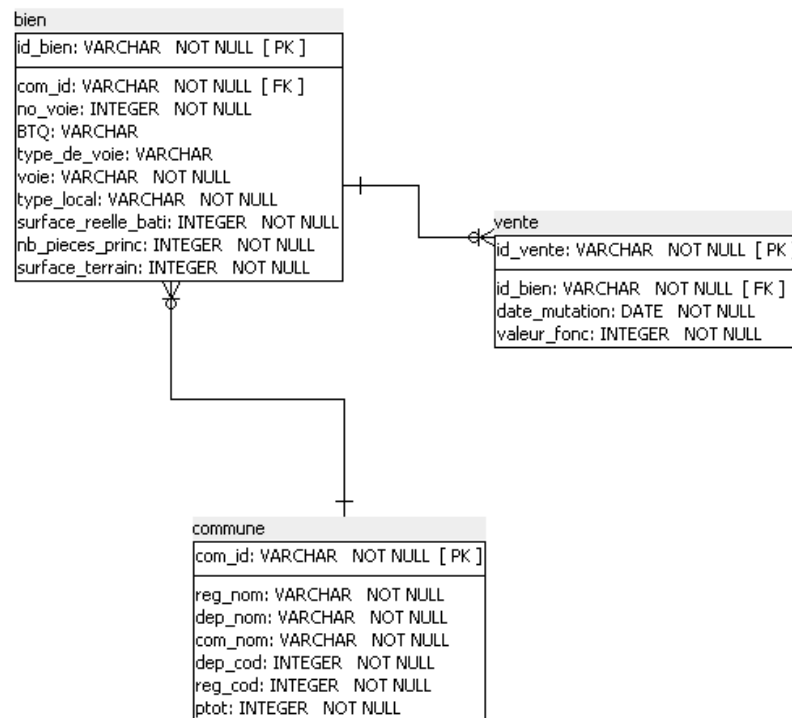 bien
id_bien: VARCHAR NOT NULL [ PK ]
com_id: VARCHAR NOT NULL [ FK ]
no_voie: INTEGER NOT NULL
BTQ: VARCHAR
type_de_voie: VARCHAR
voie: VARCHAR NOT NULL
type_local: VARCHAR NOT NULL
surface_reelle_bati: INTEGER NOT NULL
nb_pieces_princ: INTEGER NOT NULL
surface_terrain: INTEGER NOT NULL
vente
id_vente: VARCHAR NOT NULL [ PK ]
id_bien: VARCHAR NOT NULL [ FK ]
date_mutation: DATE NOT NULL
valeur_fonc: INTEGER NOT NULL
commune
com_id: VARCHAR NOT NULL [ PK ]
reg_nom: VARCHAR NOT NULL
dep_nom: VARCHAR NOT NULL
com_nom: VARCHAR NOT NULL
dep_cod: INTEGER NOT NULL
reg_cod: INTEGER NOT NULL
ptot: INTEGER NOT NULL